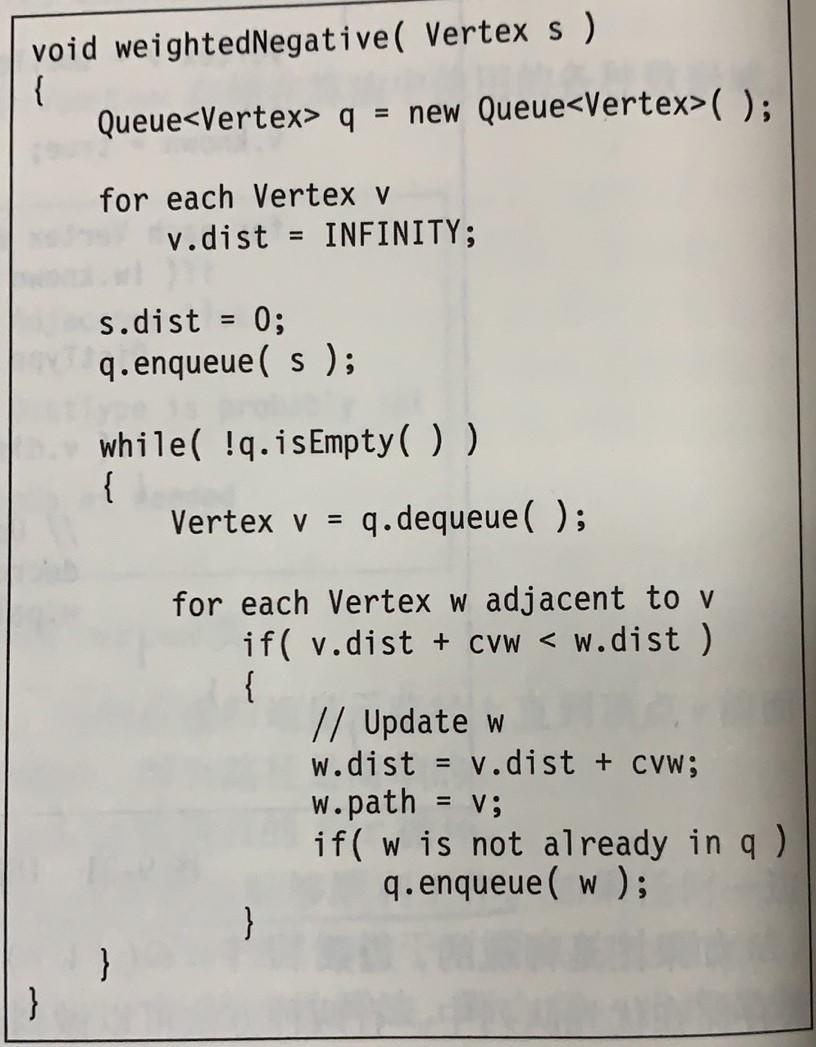 void weightedNegative( Vertex s )
{
Queue<Vertex> q = new Queue<Vertex>( );
for each Vertex v
v.dist = INFINITY;
s.dist = 0;
q.enqueue( s );
while( !q.isEmpty( ) )
{
Vertex v = q.dequeue( );
for each Vertex w adjacent to v
if( v.dist + cvw < w.dist )
{
// Update w
w.dist = v.dist + cvw;
w.path = v;
if( w is not already in q )
q.enqueue( w );
}
}
}